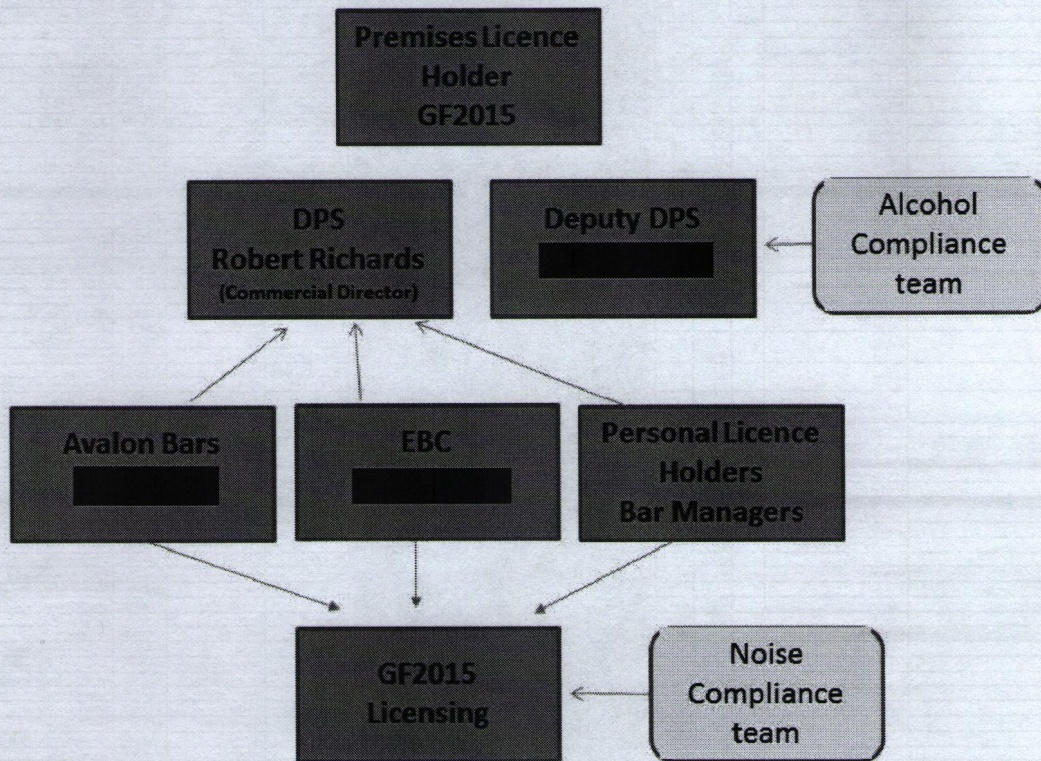 Premises Licence
Holder
GF2015
DPS
Robert Richards
(Commercial Director)
Deputy DPS
Alcohol
Compliance
team
Avalon Bars
EBC
Personal Licence
Holders
Bar Managers
GF2015
Licensing
Noise
Compliance
team